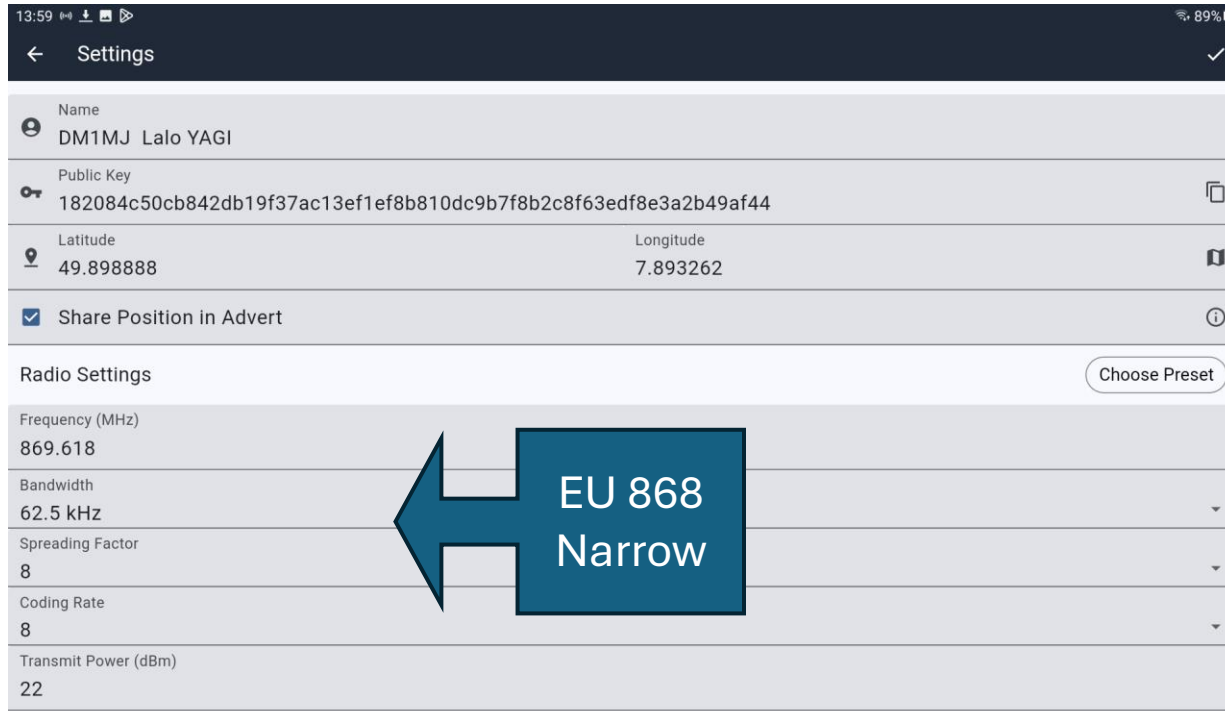 13:59 89%
Settings
Name
DM1MJ Lalo YAGI
Public Key
182084c50cb842db19f37ac13ef1ef8b810dc9b7f8b2c8f63edf8e3a2b49af44
Latitude Longitude
49.898888 7.893262
Share Position in Advert
Radio Settings Choose Preset
Frequency (MHz)
869.618
Bandwidth
62.5 kHz
Spreading Factor
8
Coding Rate
8
Transmit Power (dBm)
22
EU 868
Narrow